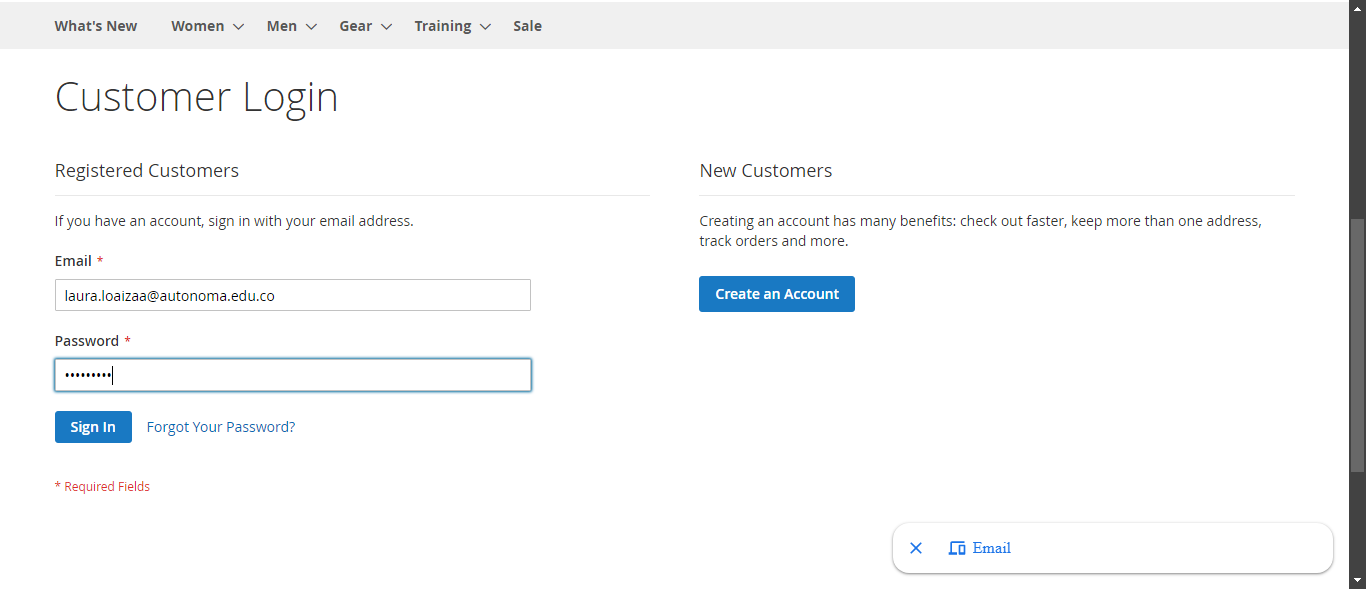 What's New Women Men Gear Training Sale
Customer Login
Registered Customers
If you have an account, sign in with your email address.
Email *
laura.loaizaa@autonoma.edu.co
Password *
•••••••••
Sign In Forgot Your Password?
* Required Fields
New Customers
Creating an account has many benefits: check out faster, keep more than one address,
track orders and more.
Create an Account
Email